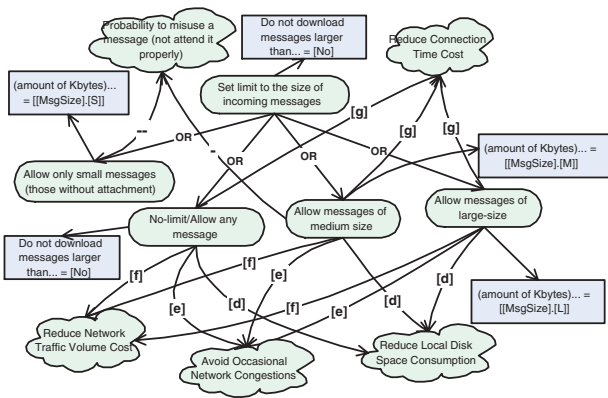 Probability to misuse a
message (not attend it
properly)
Do not download
messages larger
than... = [No]
Reduce Connection
Time Cost
(amount of Kbytes)...
= [[MsgSize].[S]]
Set limit to the size of
incoming messages
[g]
[g]
[g]
--
-
OR
OR
OR
OR
(amount of Kbytes)... =
[[MsgSize].[M]]
Allow only small messages
(those without attachment)
No-limit/Allow any
message
Allow messages of
medium size
Allow messages of
large-size
Do not download
messages larger
than... = [No]
[f]
[f]
[e]
[d]
[e]
[d]
[f]
[e]
[d]
(amount of Kbytes)... =
[[MsgSize].[L]]
Reduce Network
Traffic Volume Cost
Avoid Occasional
Network Congestions
Reduce Local Disk
Space Consumption